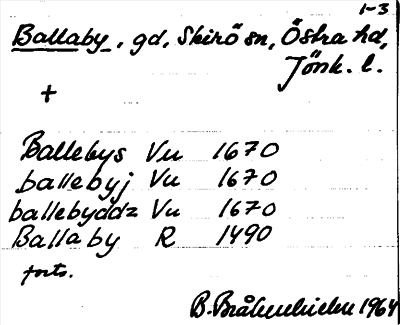 1-3
Ballaby, gd, Skirö sn, Östra hd,
Jönk. l.
+
Ballebys Vu 1670
ballebyj Vu 1670
ballebyddz Vu 1670
Ballaby R 1490
forts.
B. 1964